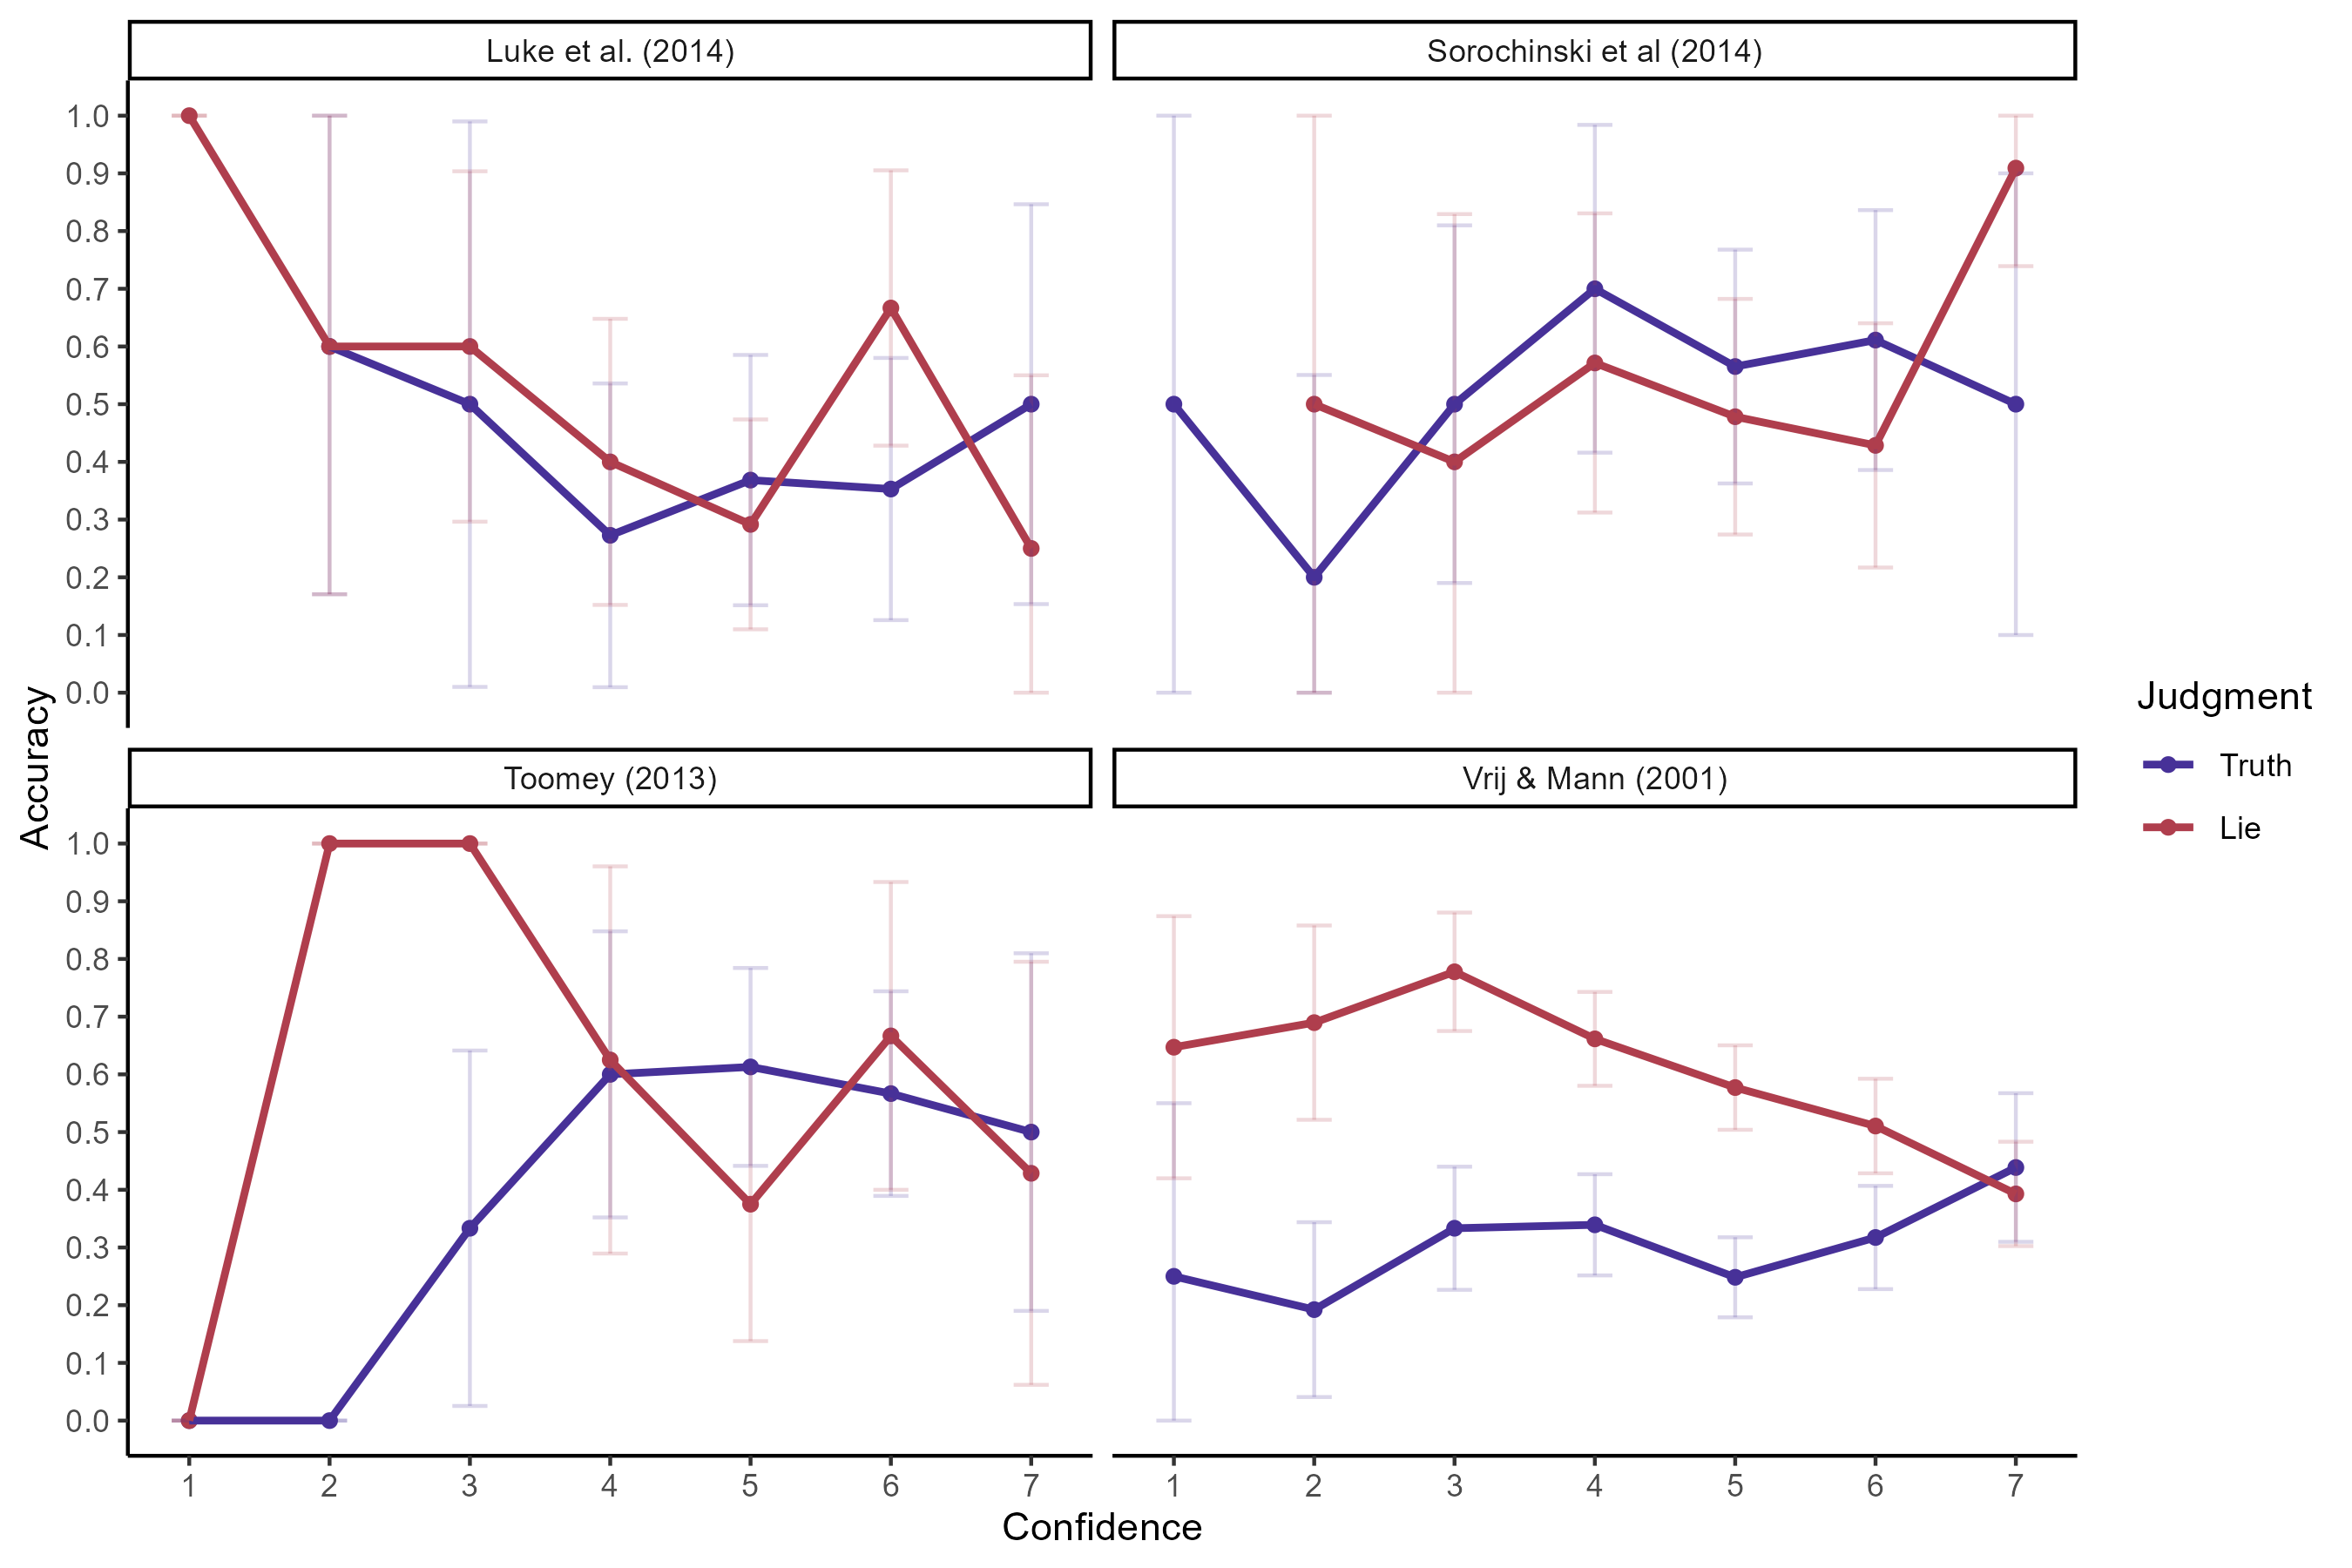 Luke et al. (2014)
Sorochinski et al (2014)
1.0
0.9
0.8
0.7
0.6
0.5
0.4
0.3
0.2
0.1
0.0
Toomey (2013)
Vrij & Mann (2001)
1.0
0.9
0.8
0.7
0.6
0.5
0.4
0.3
0.2
0.1
0.0
1 2 3 4 5 6 7
1 2 3 4 5 6 7
Confidence
Accuracy
Judgment
Truth
Lie